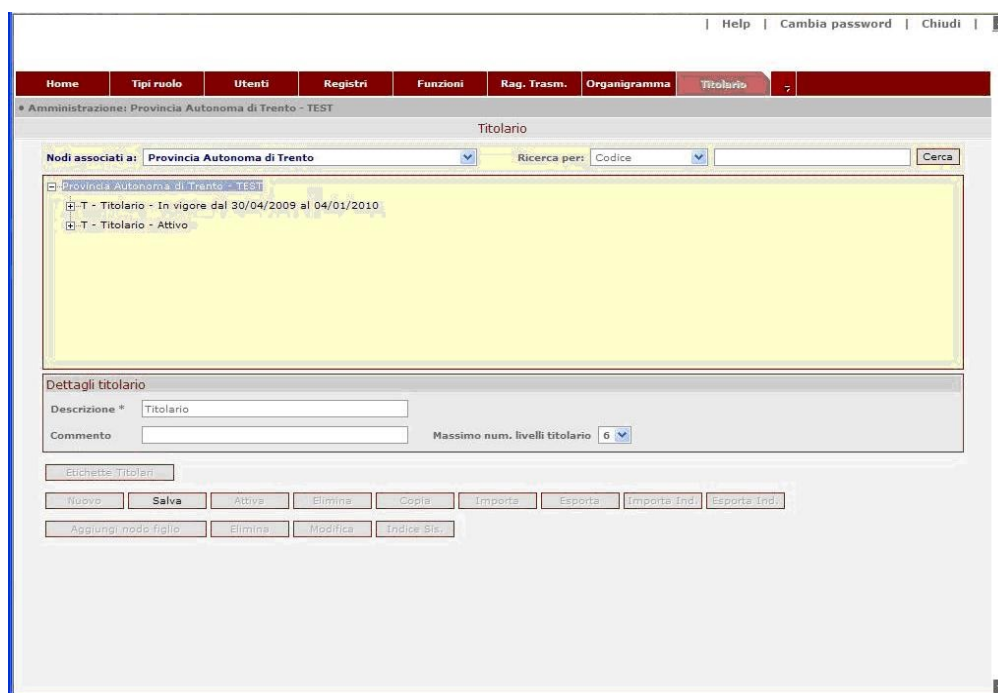 | Help | Cambia password | Chiudi |
Home Tipi ruolo Utenti Registri Funzioni Rag. Trasm. Organigramma Titolario
• Amministrazione: Provincia Autonoma di Trento - TEST
Titolario
Nodi associati a: Provincia Autonoma di Trento Ricerca per: Codice Cerca
Provincia Autonoma di Trento - TEST
T - Titolario - In vigore dal 30/04/2009 al 04/01/2010
T - Titolario - Attivo
Dettagli titolario
Descrizione * Titolario
Commento Massimo num. livelli titolario 6
Etichette Titolari
Nuovo Salva Attiva Elimina Copia Importa Esporta Importa Ind. Esporta Ind.
Aggiungi nodo figlio Elimina Modifica Indice Sis.